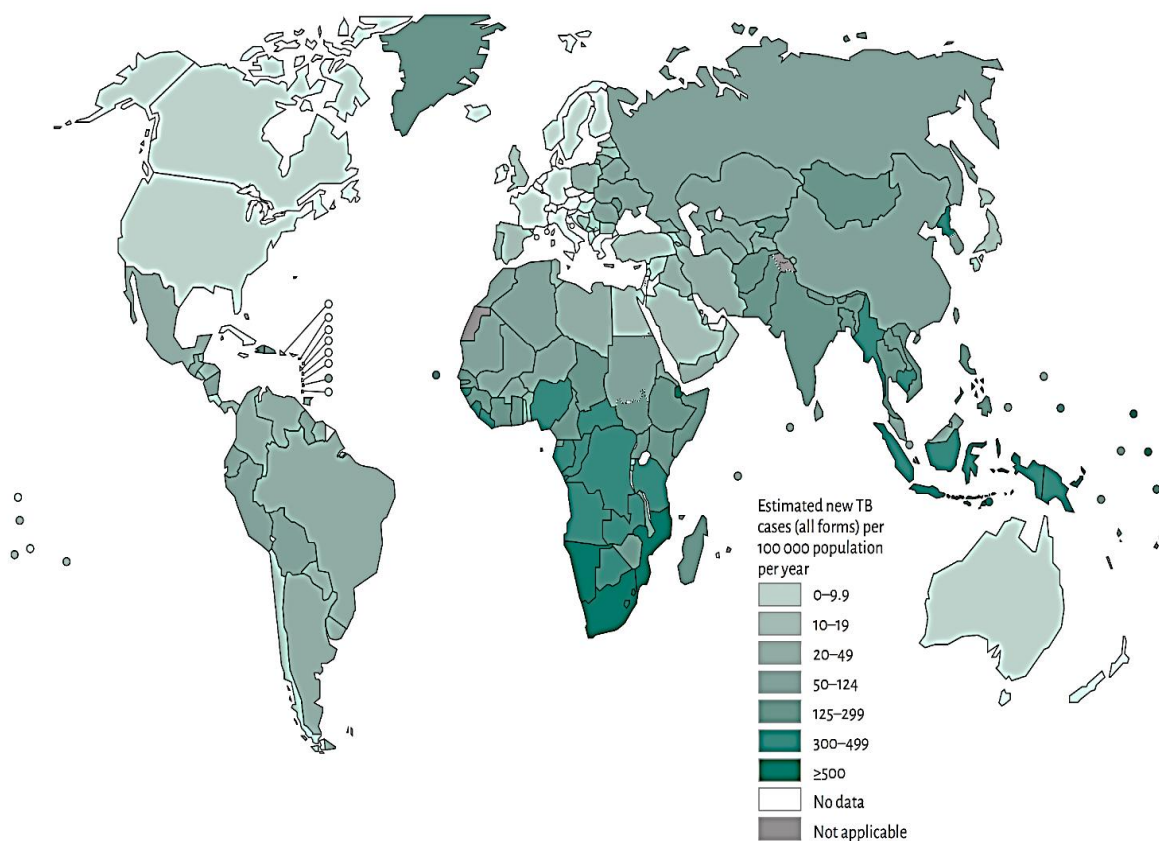 Estimated new TB
cases (all forms) per
100 000 population
per year
0–9.9
10–19
20–49
50–124
125–299
300–499
≥500
No data
Not applicable